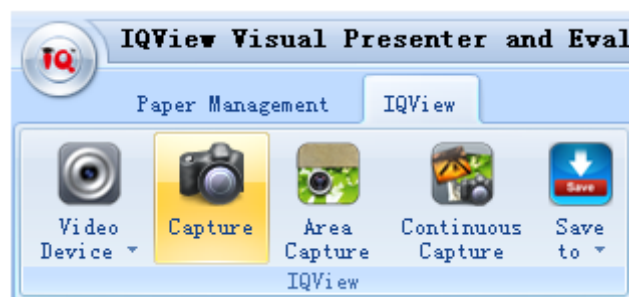 IQView Visual Presenter and Eval
IQ
Paper Management IQView
Video Device Capture Area Capture Continuous Capture Save Save to
IQView